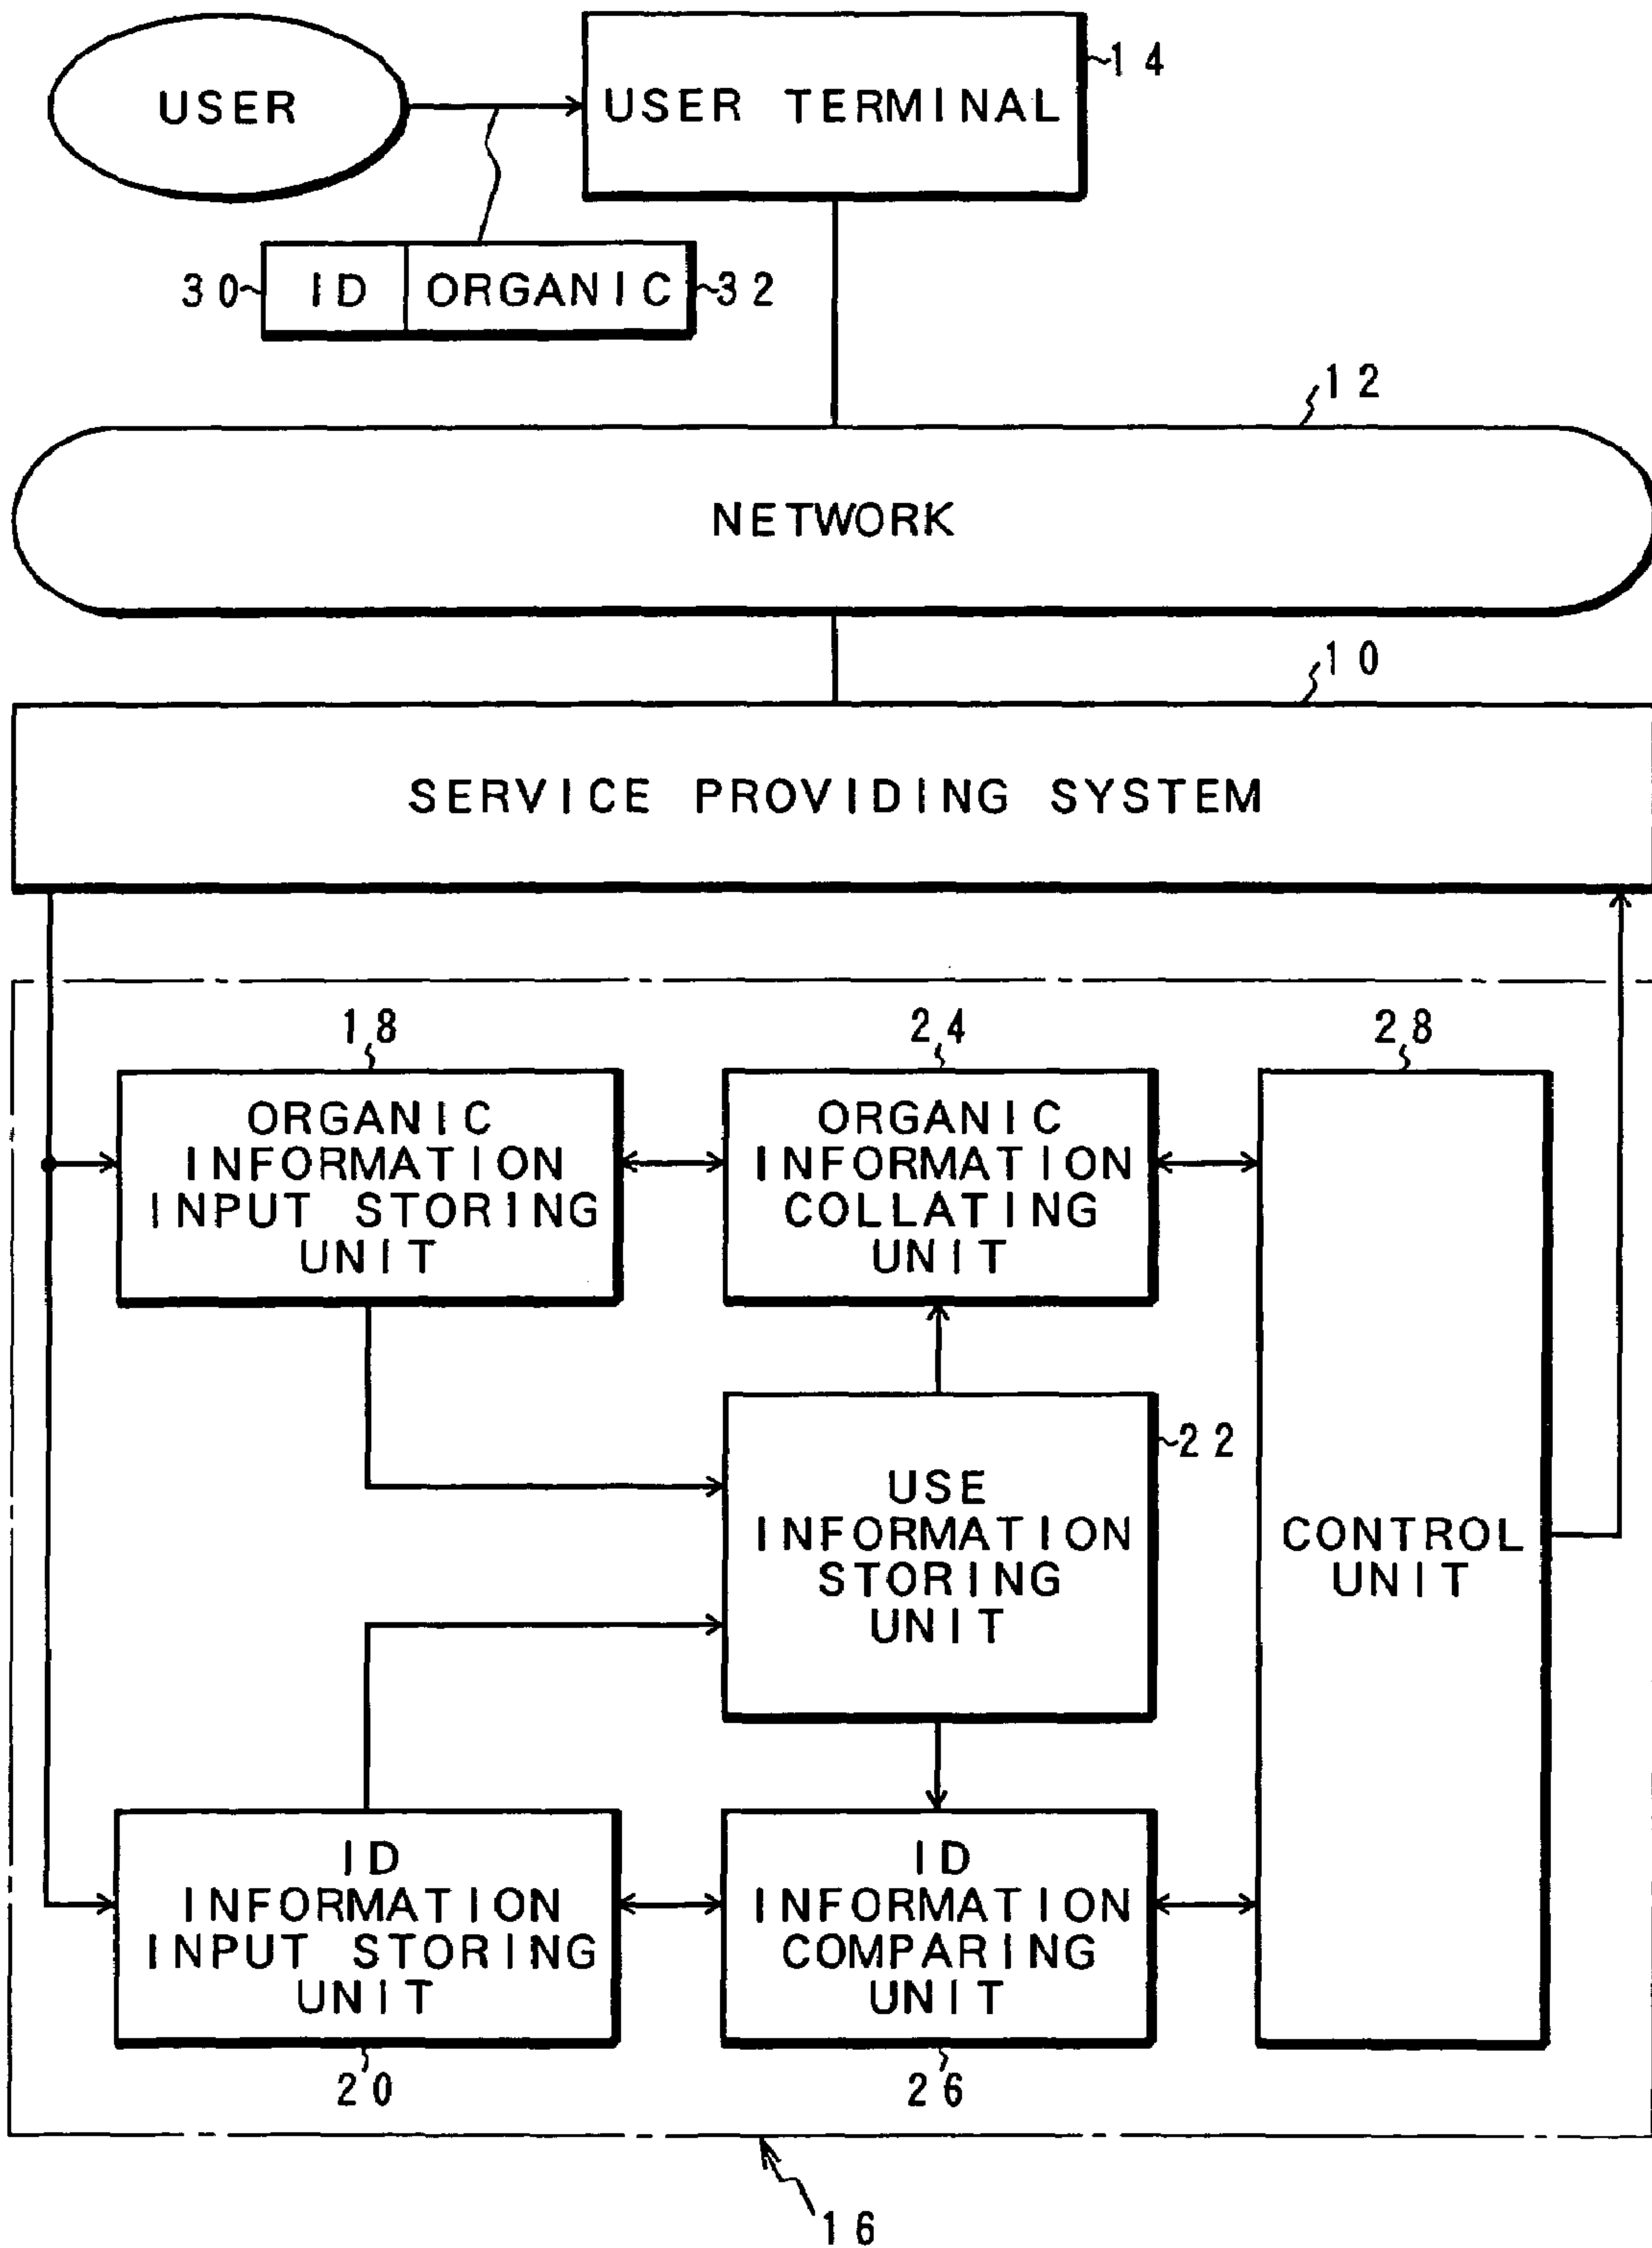 USER
USER TERMINAL
14
30
ID
ORGANIC
32
12
NETWORK
10
SERVICE PROVIDING SYSTEM
18
24
28
ORGANIC
INFORMATION
INPUT STORING
UNIT
ORGANIC
INFORMATION
COLLATING
UNIT
22
USE
INFORMATION
STORING
UNIT
CONTROL
UNIT
ID
INFORMATION
INPUT STORING
UNIT
ID
INFORMATION
COMPARING
UNIT
20
26
16